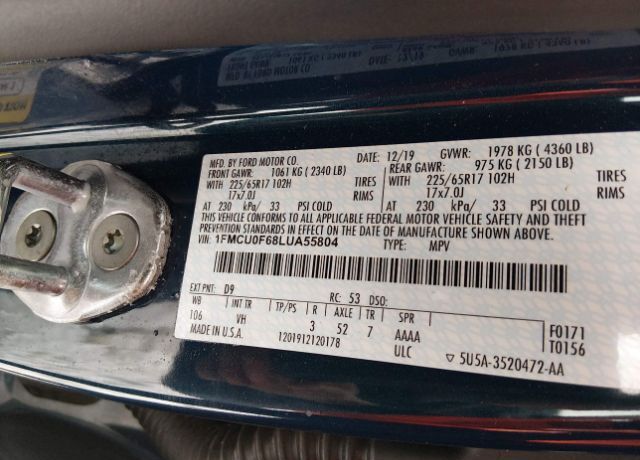 MFD. BY FORD MOTOR CO. DATE: 12/19 GVWR: 1978 KG ( 4360 LB)
FRONT GAWR: 1061 KG ( 2340 LB) REAR GAWR: 975 KG ( 2150 LB)
WITH 225/65R17 102H TIRES WITH 225/65R17 102H TIRES
17x7.0J RIMS 17x7.0J RIMS
AT 230 kPa/ 33 PSI COLD AT 230 kPa/ 33 PSI COLD
THIS VEHICLE CONFORMS TO ALL APPLICABLE FEDERAL MOTOR VEHICLE SAFETY AND THEFT
PREVENTION STANDARDS IN EFFECT ON THE DATE OF MANUFACTURE SHOWN ABOVE.
VIN: 1FMCU0F68LUA55804 TYPE: MPV
EXT PNT: D9 RC: 53 DSO:
WB INT TR TP/PS R AXLE TR SPR F0171
106 VH 3 52 7 AAAA T0156
MADE IN U.S.A. 1201912120178 ULC 5U5A-3520472-AA